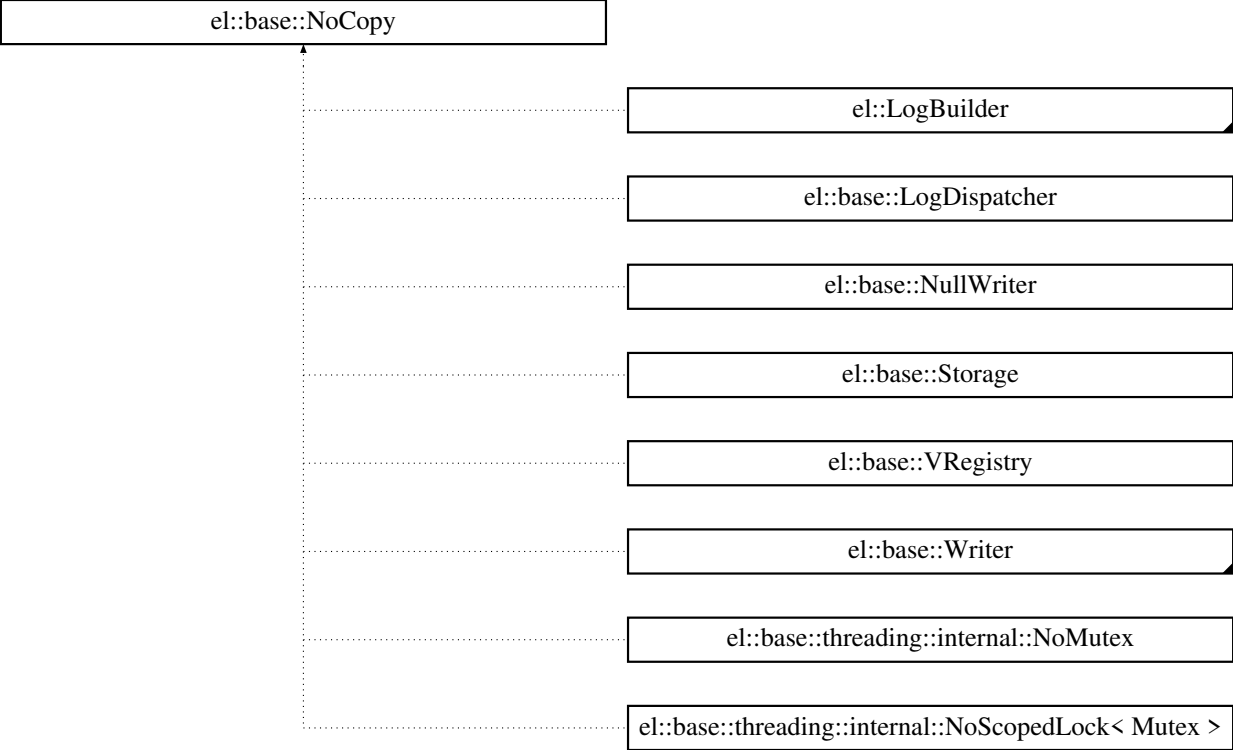 el::base::NoCopy
el::LogBuilder
el::base::LogDispatcher
el::base::NullWriter
el::base::Storage
el::base::VRegistry
el::base::Writer
el::base::threading::internal::NoMutex
el::base::threading::internal::NoScopedLock< Mutex >